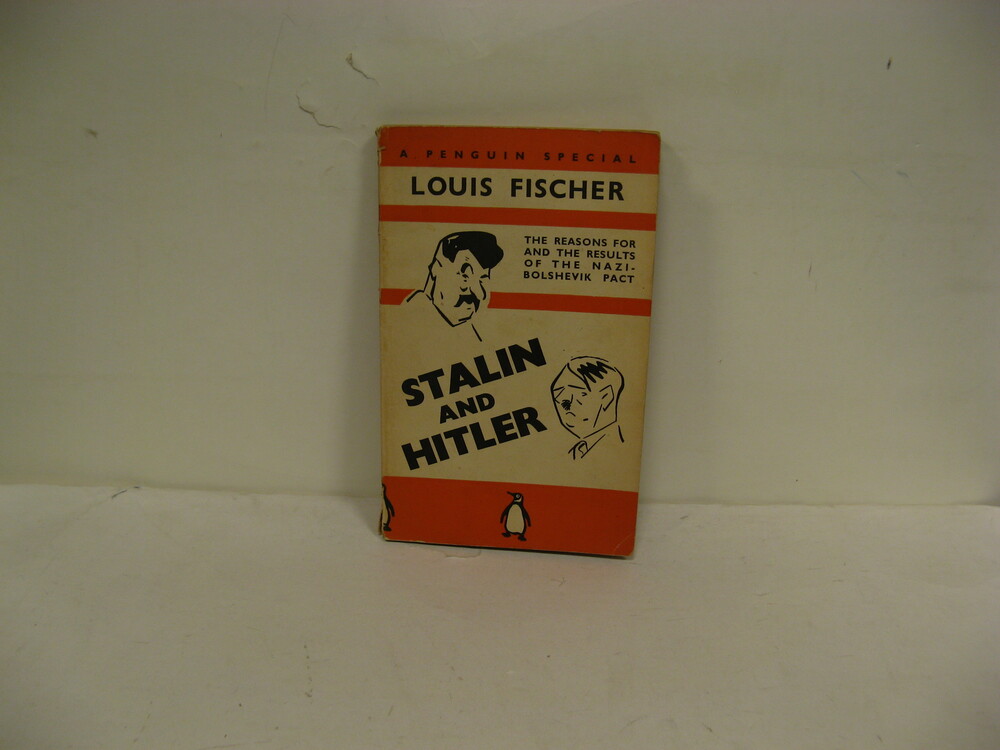 A PENGUIN SPECIAL
LOUIS FISCHER
THE REASONS FOR
AND THE RESULTS
OF THE NAZI-
BOLSHEVIK PACT
STALIN
AND
HITLER